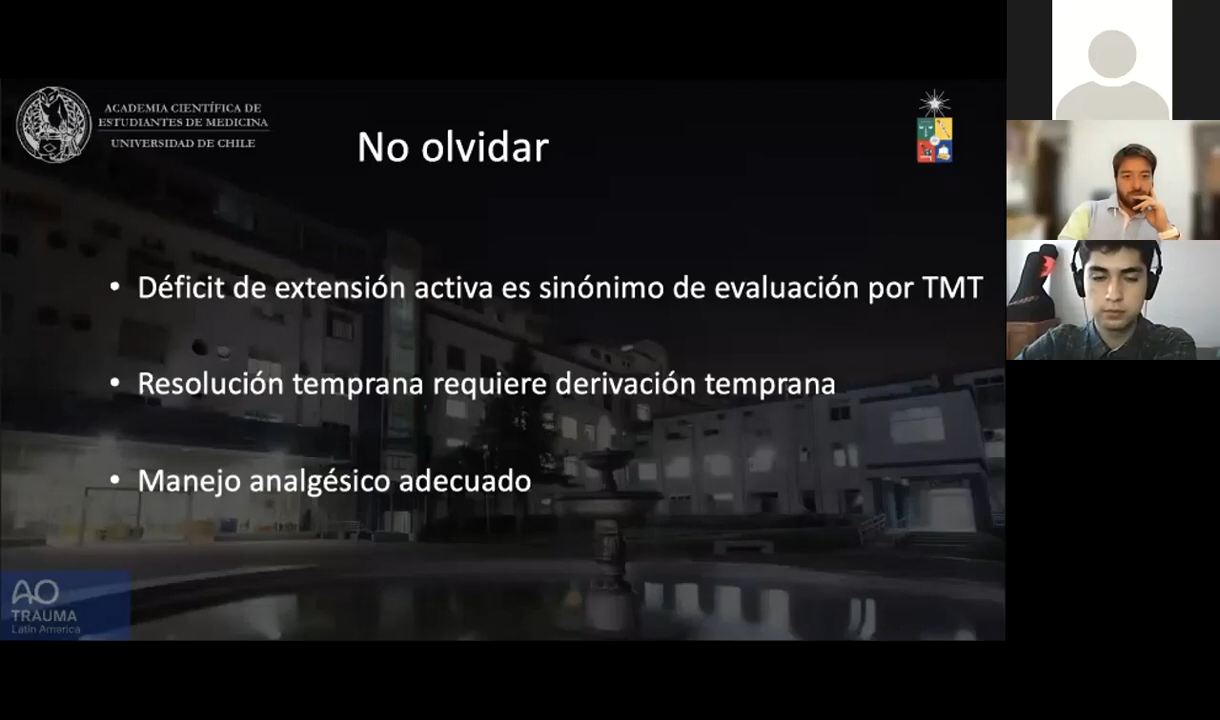 ACADEMIA CIENTÍFICA DE
ESTUDIANTES DE MEDICINA
UNIVERSIDAD DE CHILE
No olvidar
• Déficit de extensión activa es sinónimo de evaluación por TMT
• Resolución temprana requiere derivación temprana
• Manejo analgésico adecuado
AO
TRAUMA
Latin America